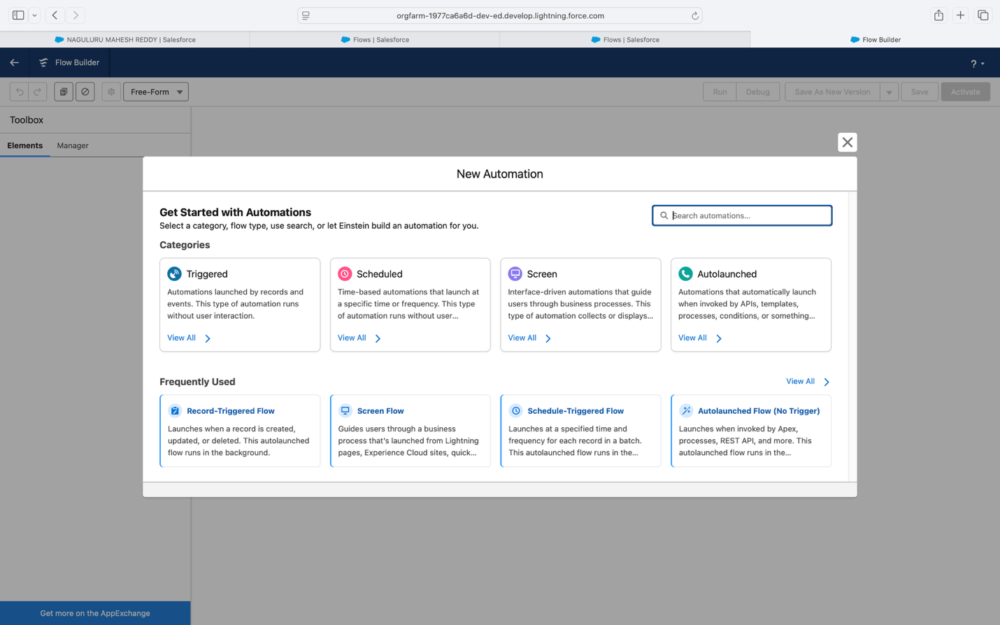 orgfarm-1977ca6a6d-dev-ed.develop.lightning.force.com
NAGULURU MAHESH REDDY | Salesforce
Flows | Salesforce
Flows | Salesforce
Flow Builder
Flow Builder
?
Free-Form
Run
Debug
Save As New Version
Save
Activate
Toolbox
Elements
Manager
New Automation
Get Started with Automations
Select a category, flow type, use search, or let Einstein build an automation for you.
Search automations...
Categories
Triggered
Automations launched by records and
events. This type of automation runs
without user interaction.
View All
Scheduled
Time-based automations that launch at
a specific time or frequency. This type
of automation runs without user...
View All
Screen
Interface-driven automations that guide
users through business processes. This
type of automation collects or displays...
View All
Autolaunched
Automations that automatically launch
when invoked by APIs, templates,
processes, conditions, or something...
View All
Frequently Used
View All
Record-Triggered Flow
Launches when a record is created,
updated, or deleted. This autolaunched
flow runs in the background.
Screen Flow
Guides users through a business
process that's launched from Lightning
pages, Experience Cloud sites, quick...
Schedule-Triggered Flow
Launches at a specified time and
frequency for each record in a batch.
This autolaunched flow runs in the...
Autolaunched Flow (No Trigger)
Launches when invoked by Apex,
processes, REST API, and more. This
autolaunched flow runs in the...
Get more on the AppExchange